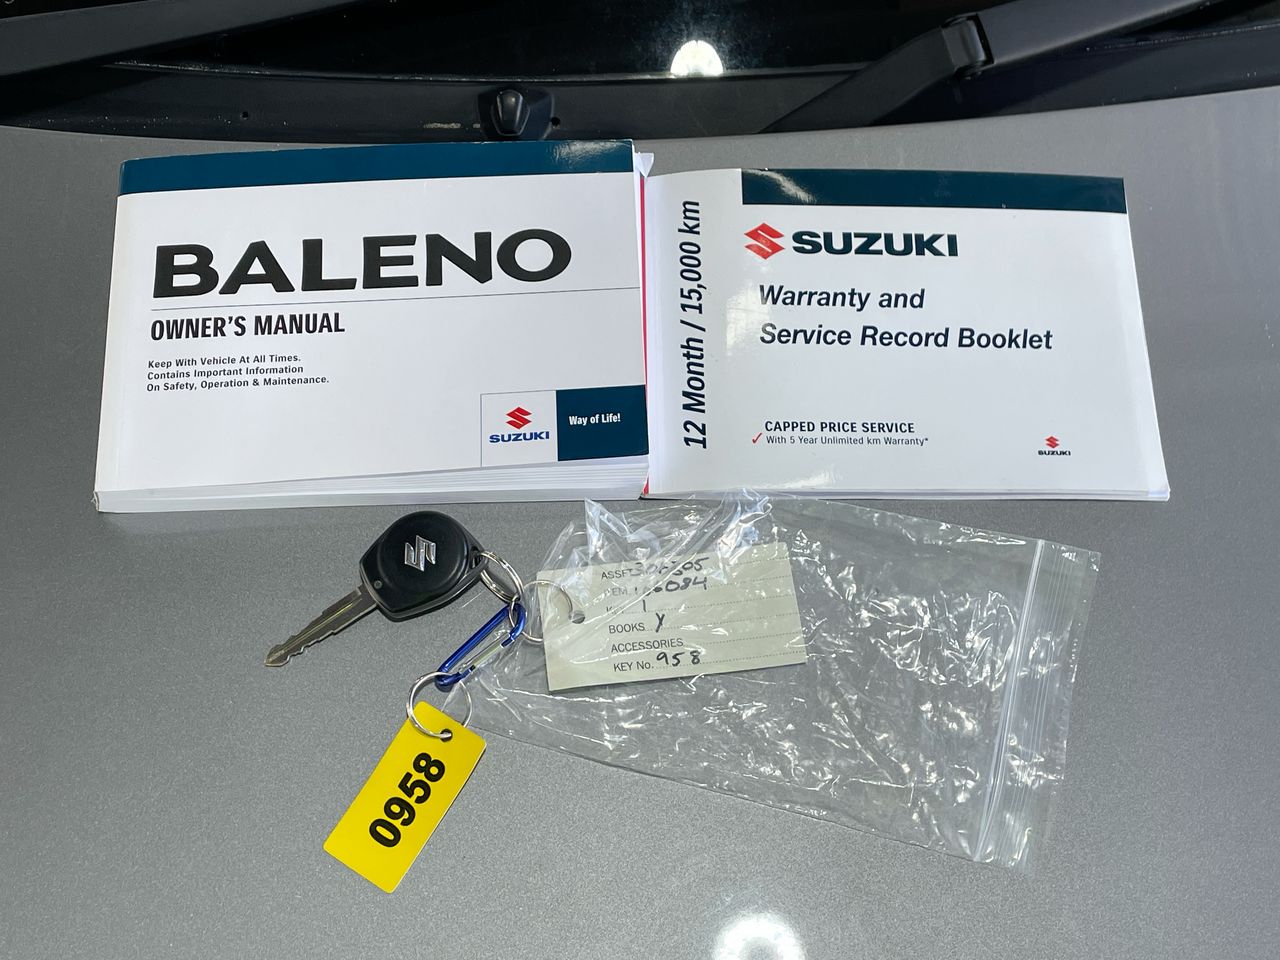 BALENO
OWNER'S MANUAL
Keep With Vehicle At All Times.
Contains Important Information
On Safety, Operation & Maintenance.
SUZUKI
Way of Life!
12 Month / 15,000 km
SUZUKI
Warranty and
Service Record Booklet
CAPPED PRICE SERVICE
✓ With 5 Year Unlimited km Warranty*
SUZUKI
1
BOOKS Y
ACCESSORIES
KEY No. 958
0958